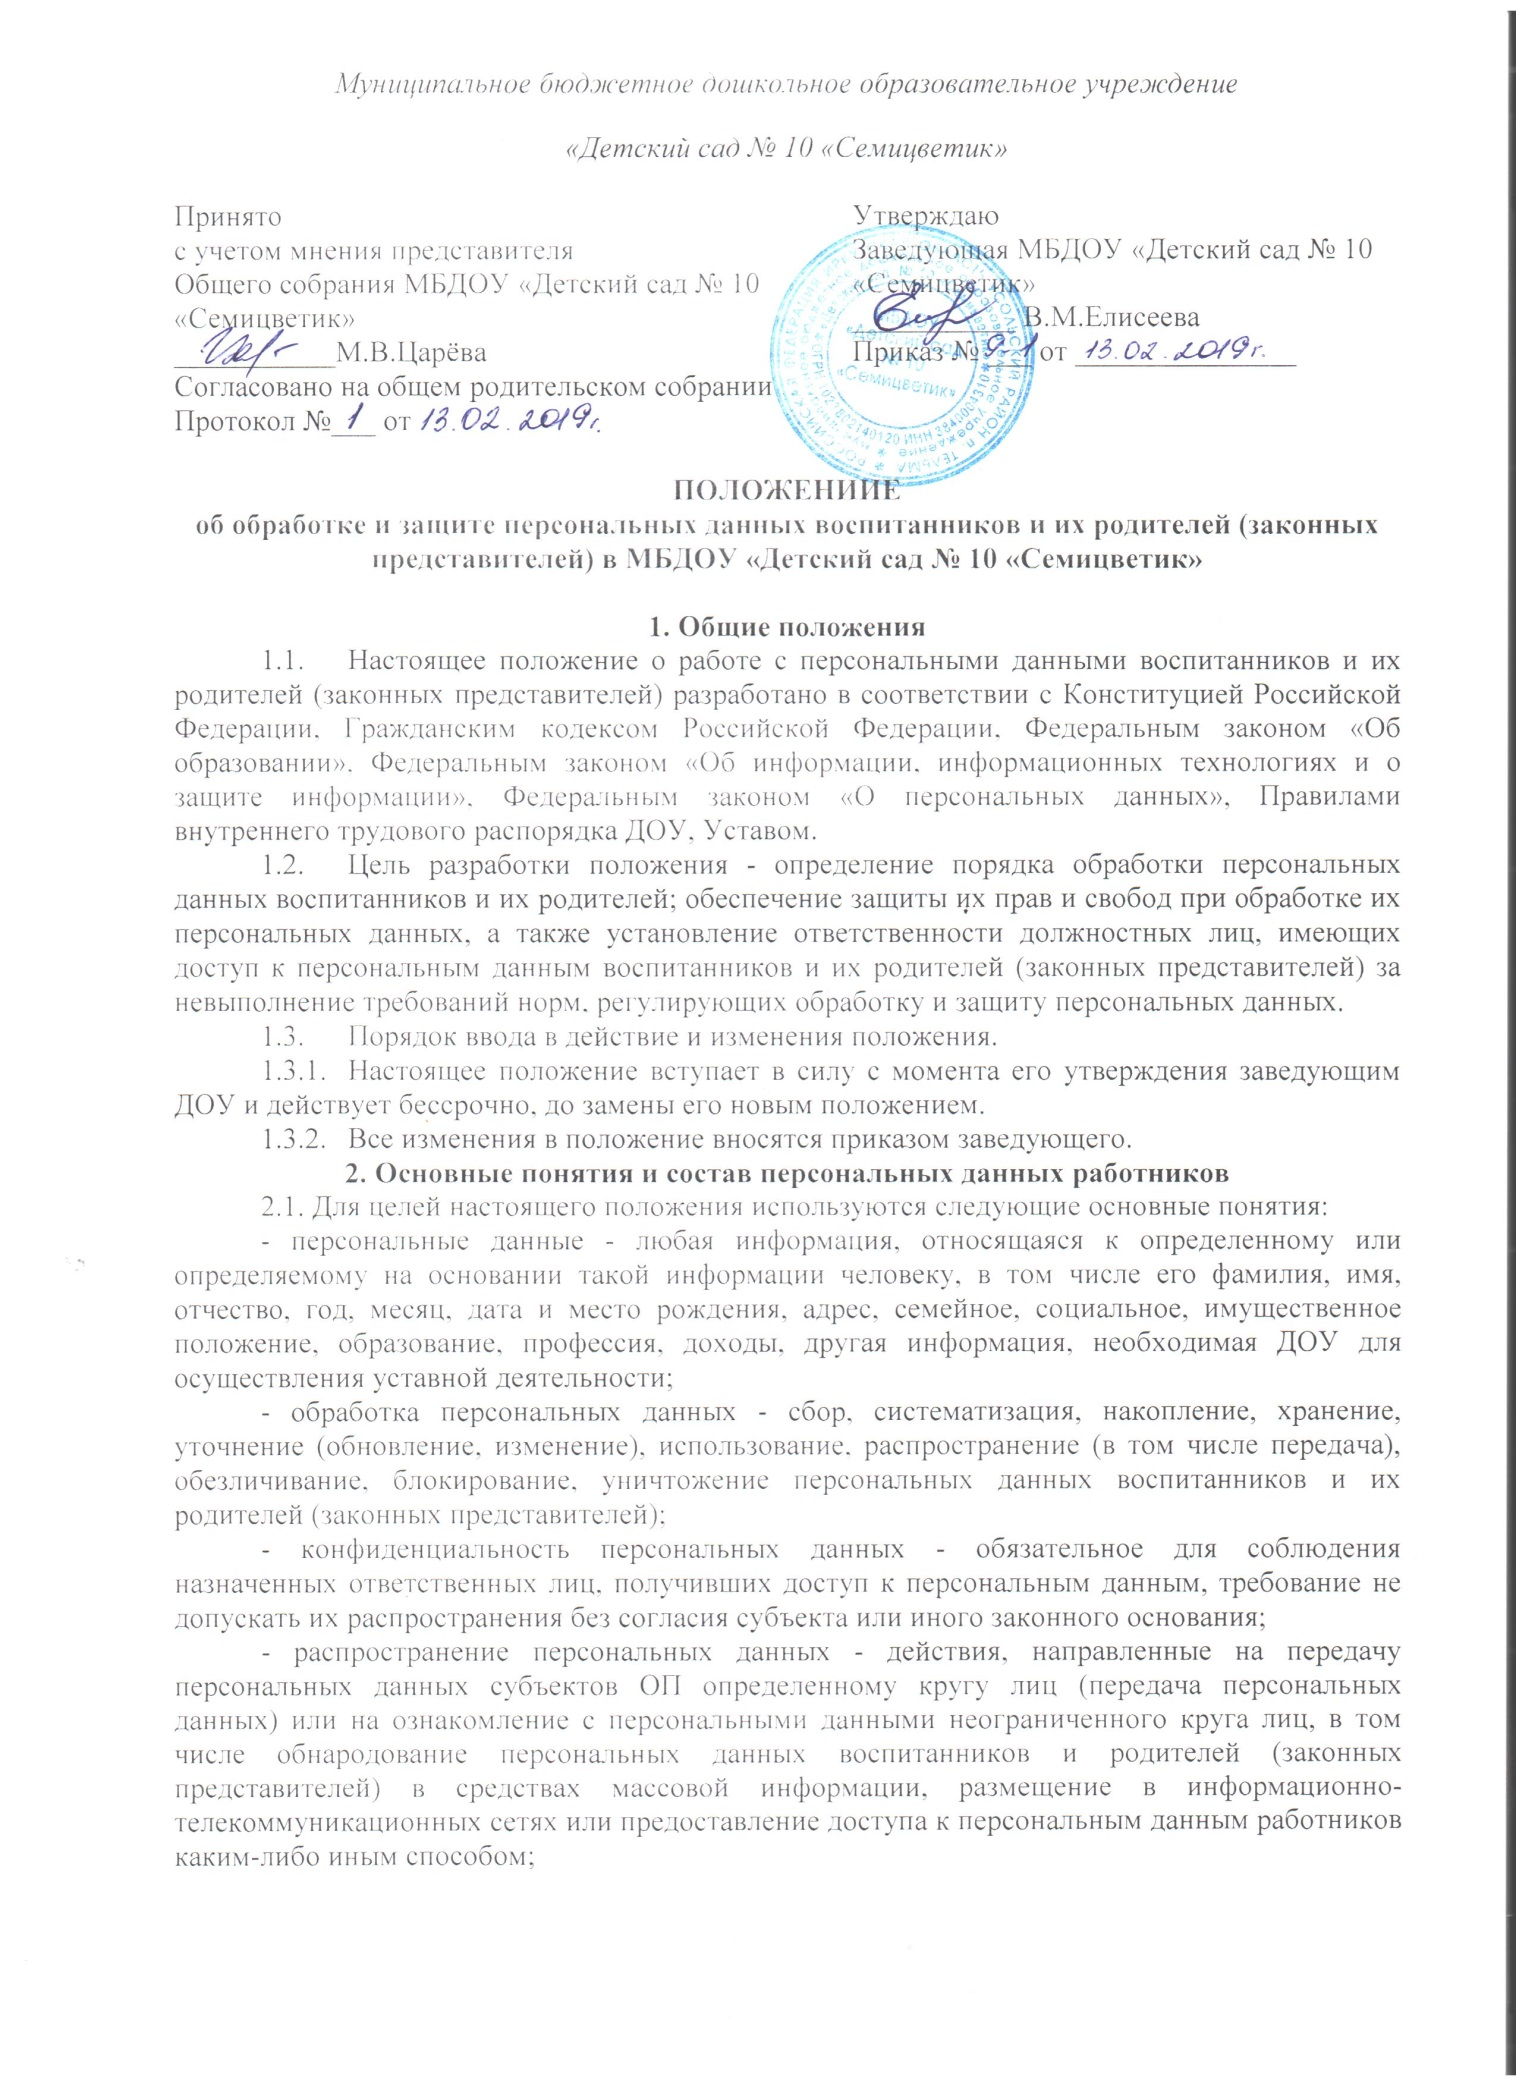 Муниципальное бюджетное дошкольное образовательное учреждение
«Детский сад № 10 «Семицветик»
Принято
с учетом мнения представителя
Общего собрания МБДОУ «Детский сад № 10
«Семицветик»
____________М.В.Царёва
Согласовано на общем родительском собрании
Протокол № 1 от 13.02.2019г.
Утверждаю
Заведующая МБДОУ «Детский сад № 10
«Семицветик»
____________В.М.Елисеева
Приказ № 9-1 от 13.02.2019г.
«Семицветик»
ПОЛОЖЕНИИЕ
об обработке и защите персональных данных воспитанников и их родителей (законных
представителей) в МБДОУ «Детский сад № 10 «Семицветик»
1. Общие положения
1.1. Настоящее положение о работе с персональными данными воспитанников и их
родителей (законных представителей) разработано в соответствии с Конституцией Российской
Федерации, Гражданским кодексом Российской Федерации, Федеральным законом «Об
образовании», Федеральным законом «Об информации, информационных технологиях и о
защите информации», Федеральным законом «О персональных данных», Правилами
внутреннего трудового распорядка ДОУ, Уставом.
1.2. Цель разработки положения - определение порядка обработки персональных
данных воспитанников и их родителей; обеспечение защиты их прав и свобод при обработке их
персональных данных, а также установление ответственности должностных лиц, имеющих
доступ к персональным данным воспитанников и их родителей (законных представителей) за
невыполнение требований норм, регулирующих обработку и защиту персональных данных.
1.3. Порядок ввода в действие и изменения положения.
1.3.1. Настоящее положение вступает в силу с момента его утверждения заведующим
ДОУ и действует бессрочно, до замены его новым положением.
1.3.2. Все изменения в положение вносятся приказом заведующего.
2. Основные понятия и состав персональных данных работников
2.1. Для целей настоящего положения используются следующие основные понятия:
- персональные данные - любая информация, относящаяся к определенному или
определяемому на основании такой информации человеку, в том числе его фамилия, имя,
отчество, год, месяц, дата и место рождения, адрес, семейное, социальное, имущественное
положение, образование, профессия, доходы, другая информация, необходимая ДОУ для
осуществления уставной деятельности;
- обработка персональных данных - сбор, систематизация, накопление, хранение,
уточнение (обновление, изменение), использование, распространение (в том числе передача),
обезличивание, блокирование, уничтожение персональных данных воспитанников и их
родителей (законных представителей);
- конфиденциальность персональных данных - обязательное для соблюдения
назначенных ответственных лиц, получивших доступ к персональным данным, требование не
допускать их распространения без согласия субъекта или иного законного основания;
- распространение персональных данных - действия, направленные на передачу
персональных данных субъектов ОП определенному кругу лиц (передача персональных
данных) или на ознакомление с персональными данными неограниченного круга лиц, в том
числе обнародование персональных данных воспитанников и родителей (законных
представителей) в средствах массовой информации, размещение в информационно-
телекоммуникационных сетях или предоставление доступа к персональным данным работников
каким-либо иным способом;